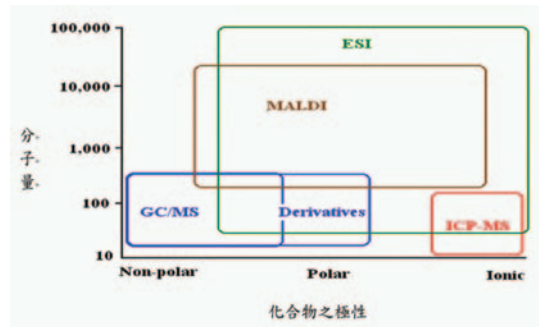 100,000
ESI
10,000
MALDI
分
子
量
1,000
100
GC/MS
Derivatives
ICP-MS
10
Non-polar
Polar
Ionic
化合物之極性